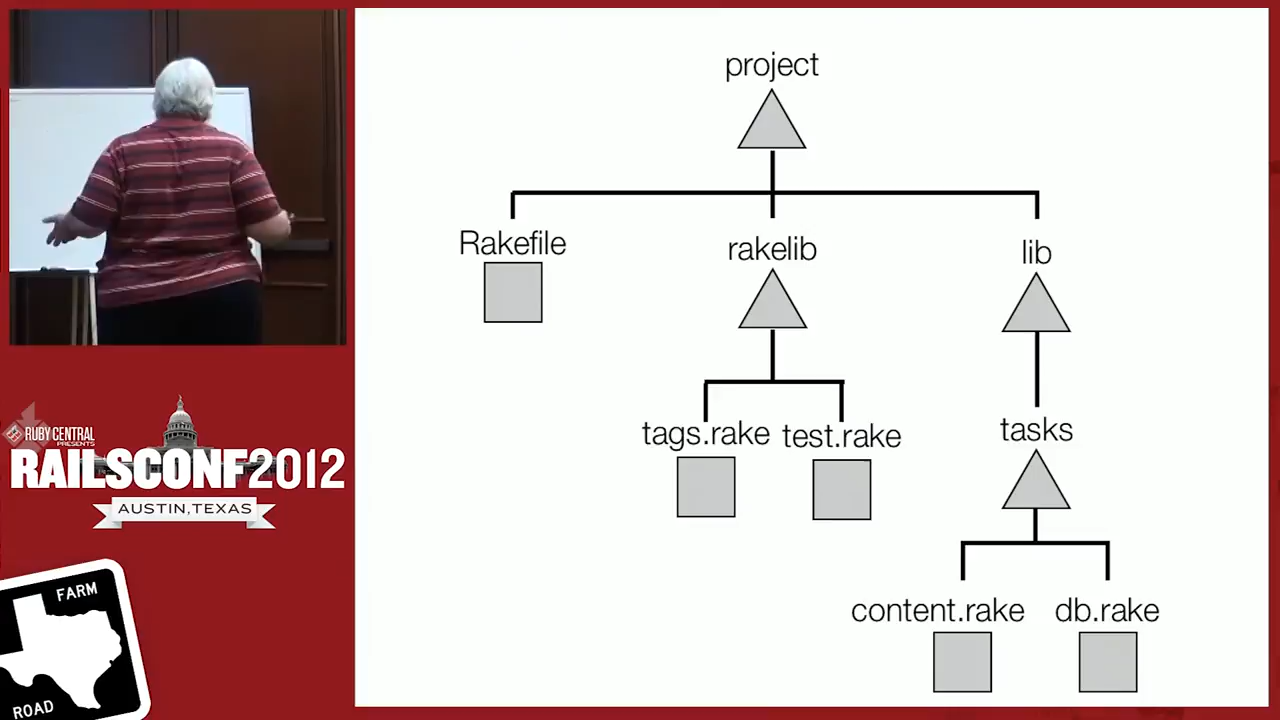 project
Rakefile
rakelib
lib
tags.rake
test.rake
tasks
content.rake
db.rake
RUBY CENTRAL
PRESENTS
RAILSCONF2012
AUSTIN,TEXAS
FARM
ROAD